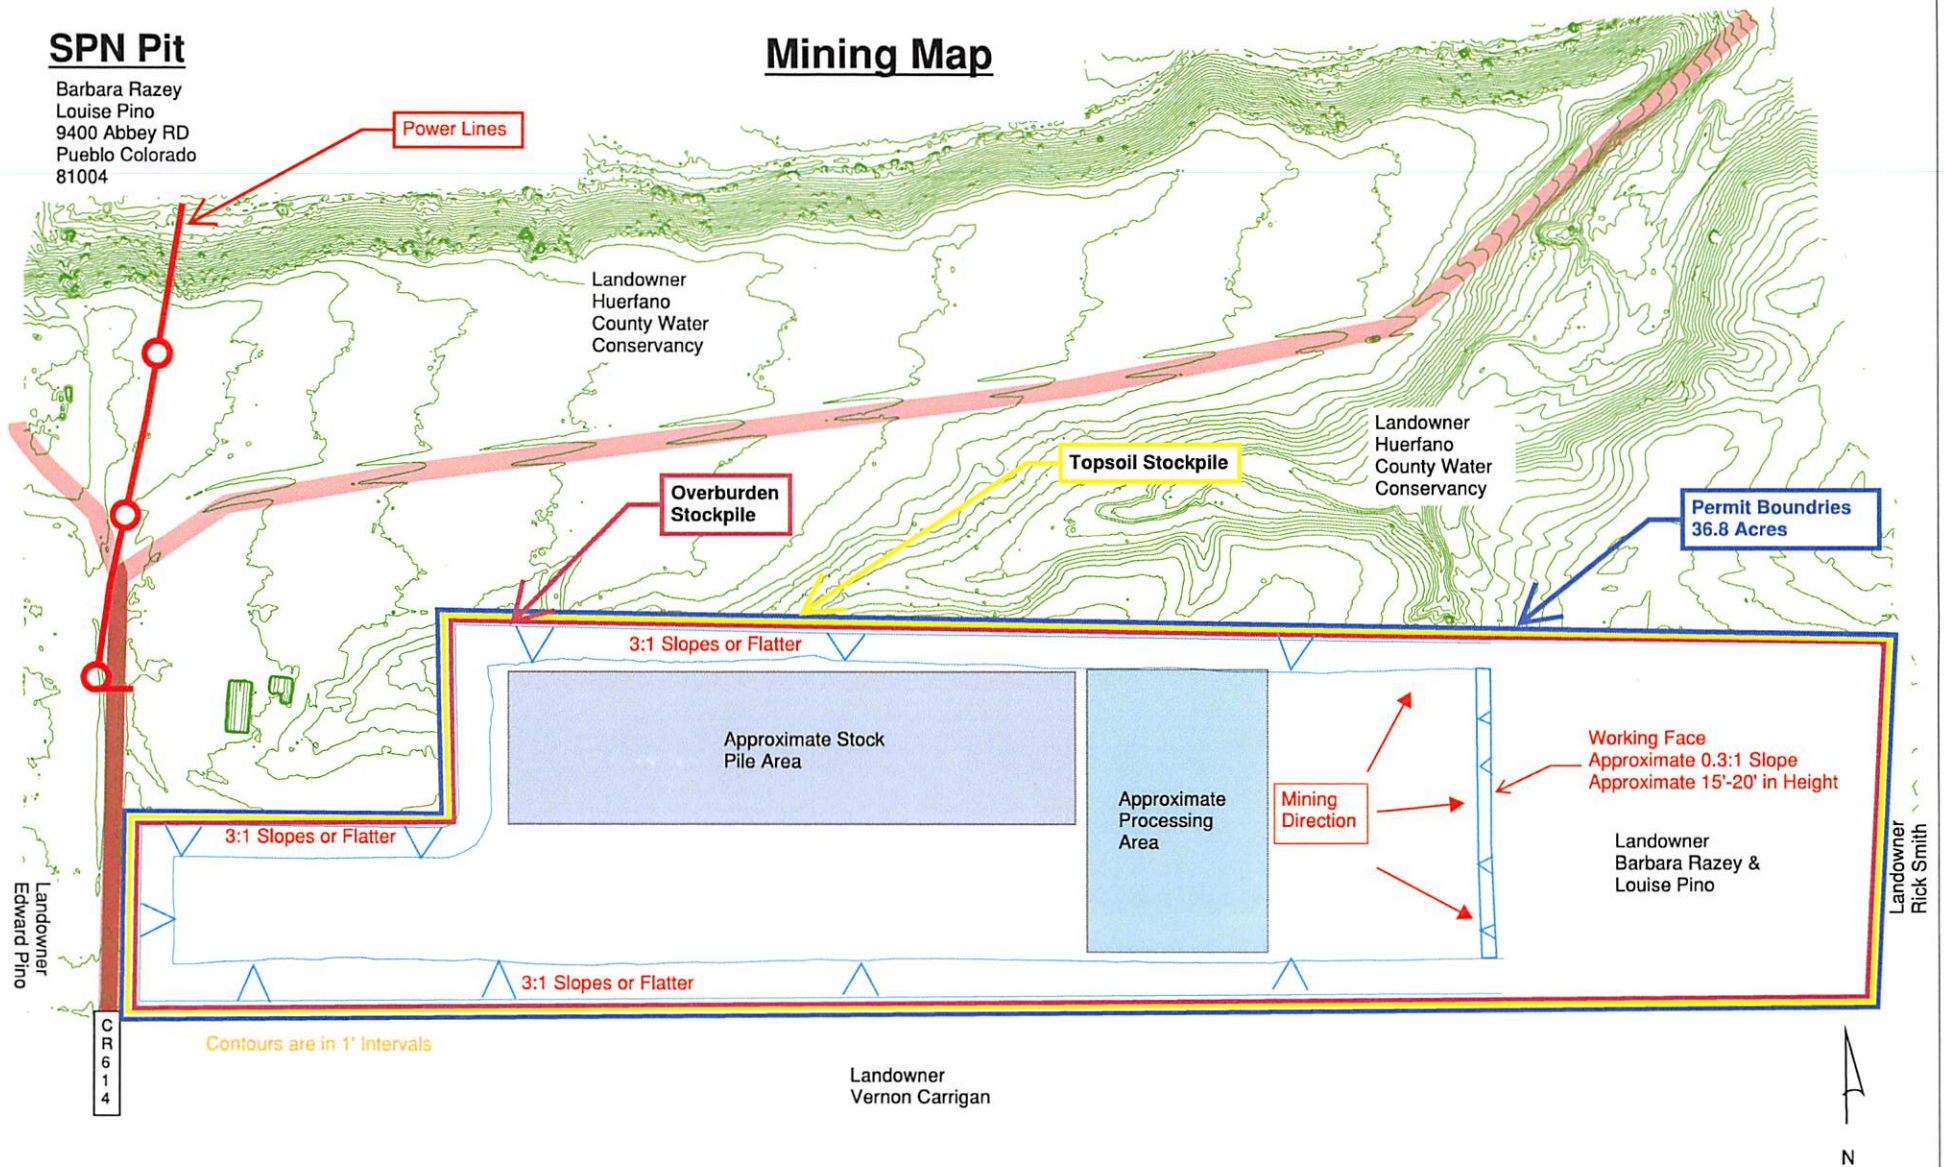 SPN Pit
Mining Map
Barbara Razey
Louise Pino
9400 Abbey RD
Pueblo Colorado
81004
Power Lines
Landowner
Huerfano
County Water
Conservancy
Landowner
Huerfano
County Water
Conservancy
Topsoil Stockpile
Overburden
Stockpile
Permit Boundries
36.8 Acres
3:1 Slopes or Flatter
Approximate Stock
Pile Area
Approximate
Processing
Area
Mining
Direction
Working Face
Approximate 0.3:1 Slope
Approximate 15'-20' in Height
Landowner
Barbara Razey &
Louise Pino
Landowner
Rick Smith
3:1 Slopes or Flatter
Landowner
Edward Pino
3:1 Slopes or Flatter
CR614
Contours are in 1' Intervals
Landowner
Vernon Carrigan
N